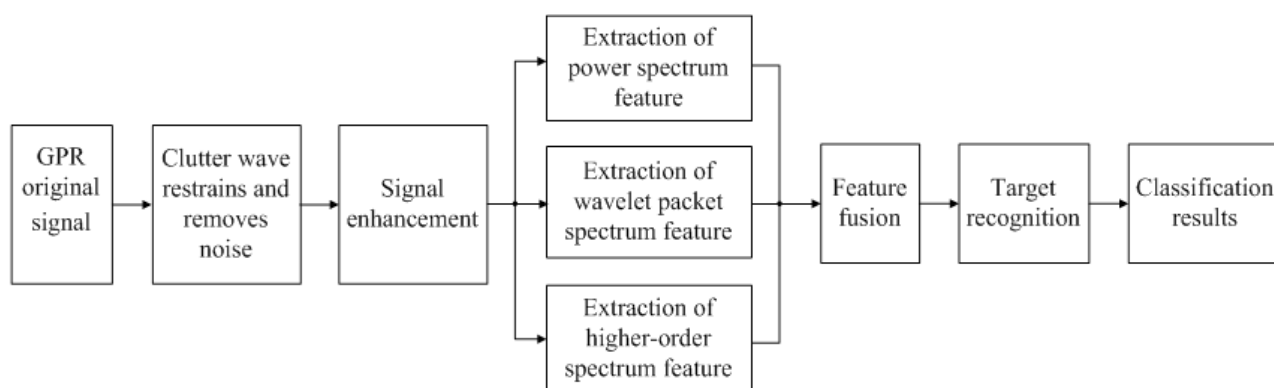 GPR
original
signal
Clutter wave
restrains and
removes
noise
Signal
enhancement
Extraction of
power spectrum
feature
Extraction of
wavelet packet
spectrum feature
Extraction of
higher-order
spectrum feature
Feature
fusion
Target
recognition
Classification
results